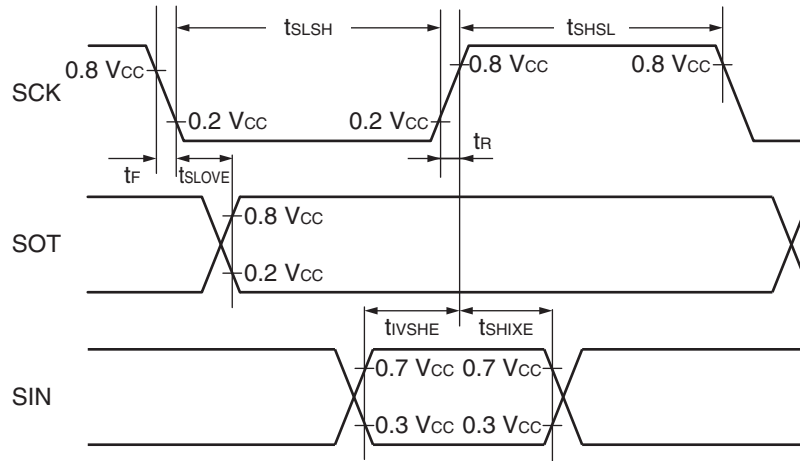 tSLSH tSHSL
SCK 0.8 VCC 0.8 VCC 0.8 VCC
0.2 VCC 0.2 VCC
tF tSLOVE tR
SOT 0.8 VCC
0.2 VCC
tIVSHE tSHIXE
SIN 0.7 VCC 0.7 VCC
0.3 VCC 0.3 VCC